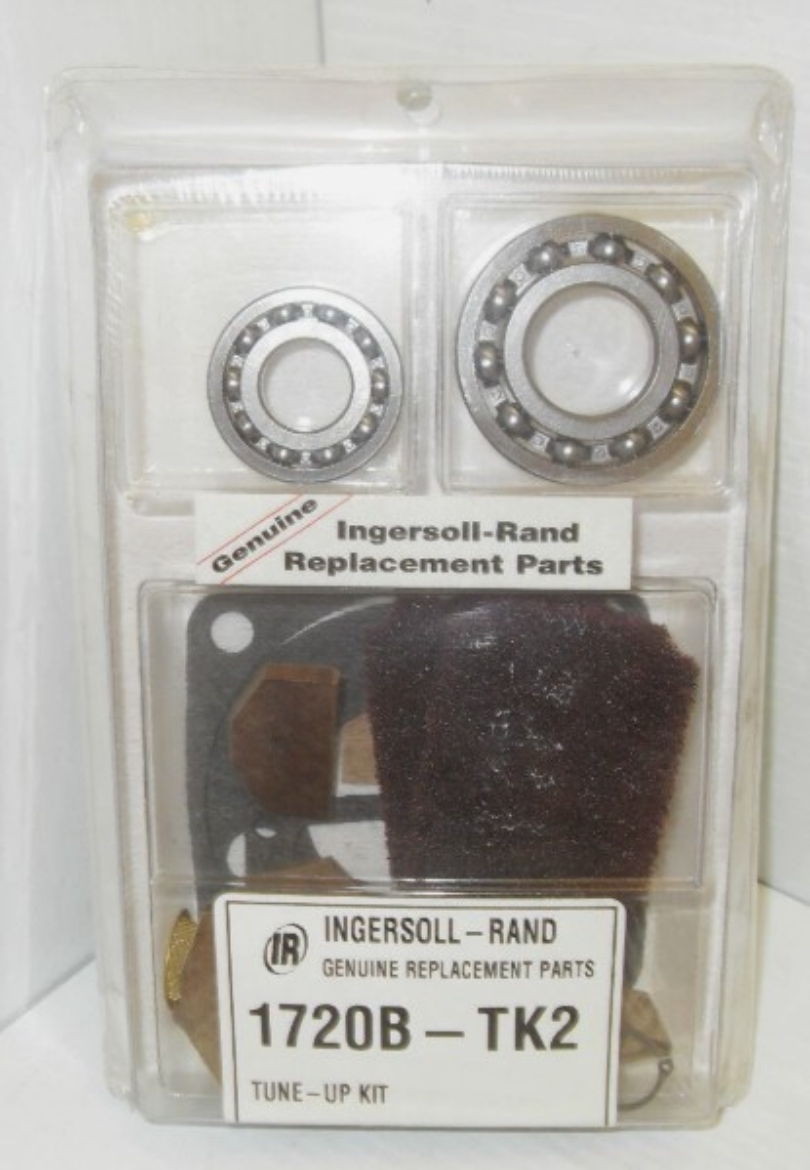 Genuine
Ingersoll-Rand
Replacement Parts
IR INGERSOLL-RAND
GENUINE REPLACEMENT PARTS
1720B-TK2
TUNE-UP KIT